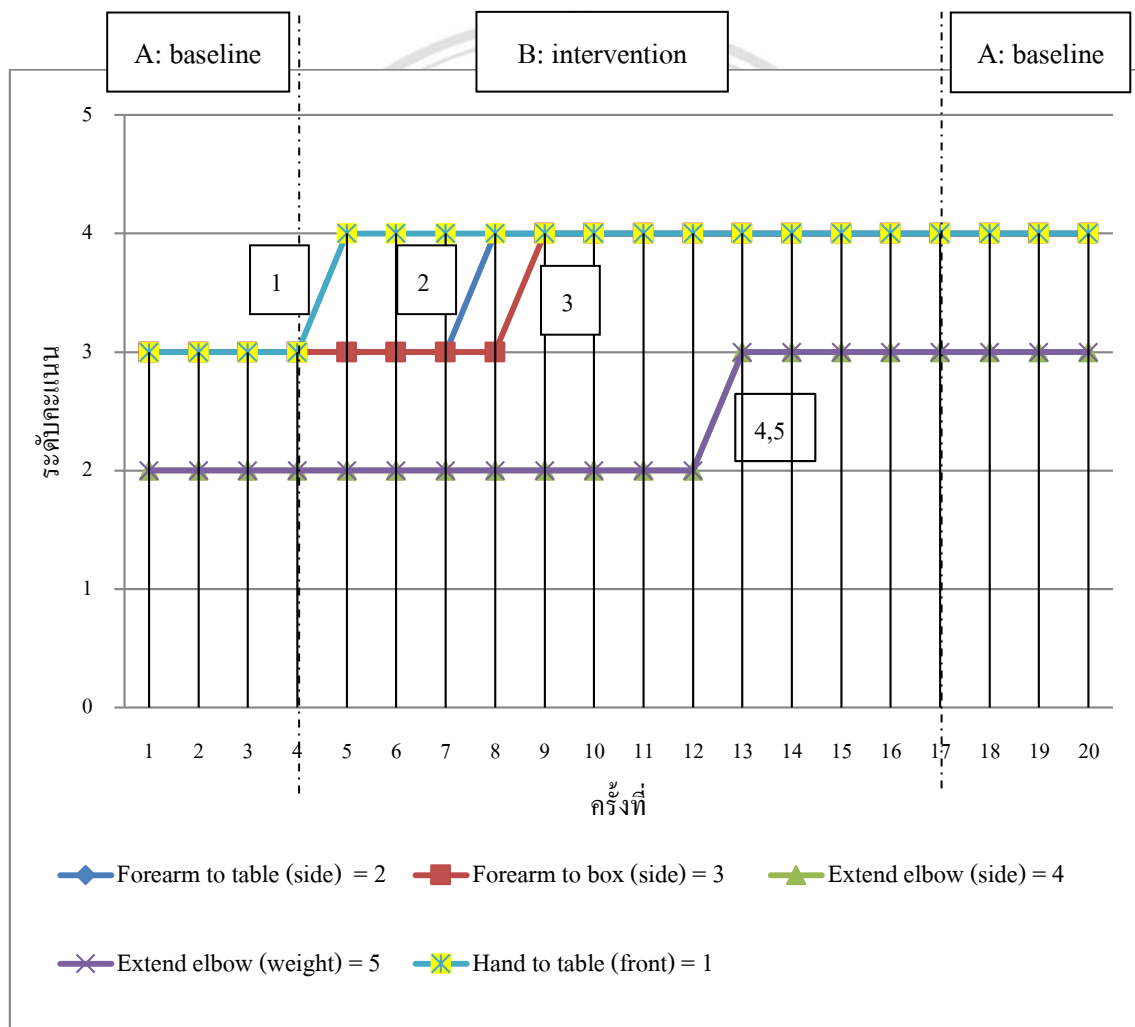 A: baseline
B: intervention
A: baseline
5
4
3
2
1
0
ระดับคะแนน
1
2
3
4,5
1 2 3 4 5 6 7 8 9 10 11 12 13 14 15 16 17 18 19 20
ครั้งที่
Forearm to table (side) = 2
Forearm to box (side) = 3
Extend elbow (side) = 4
Extend elbow (weight) = 5
Hand to table (front) = 1